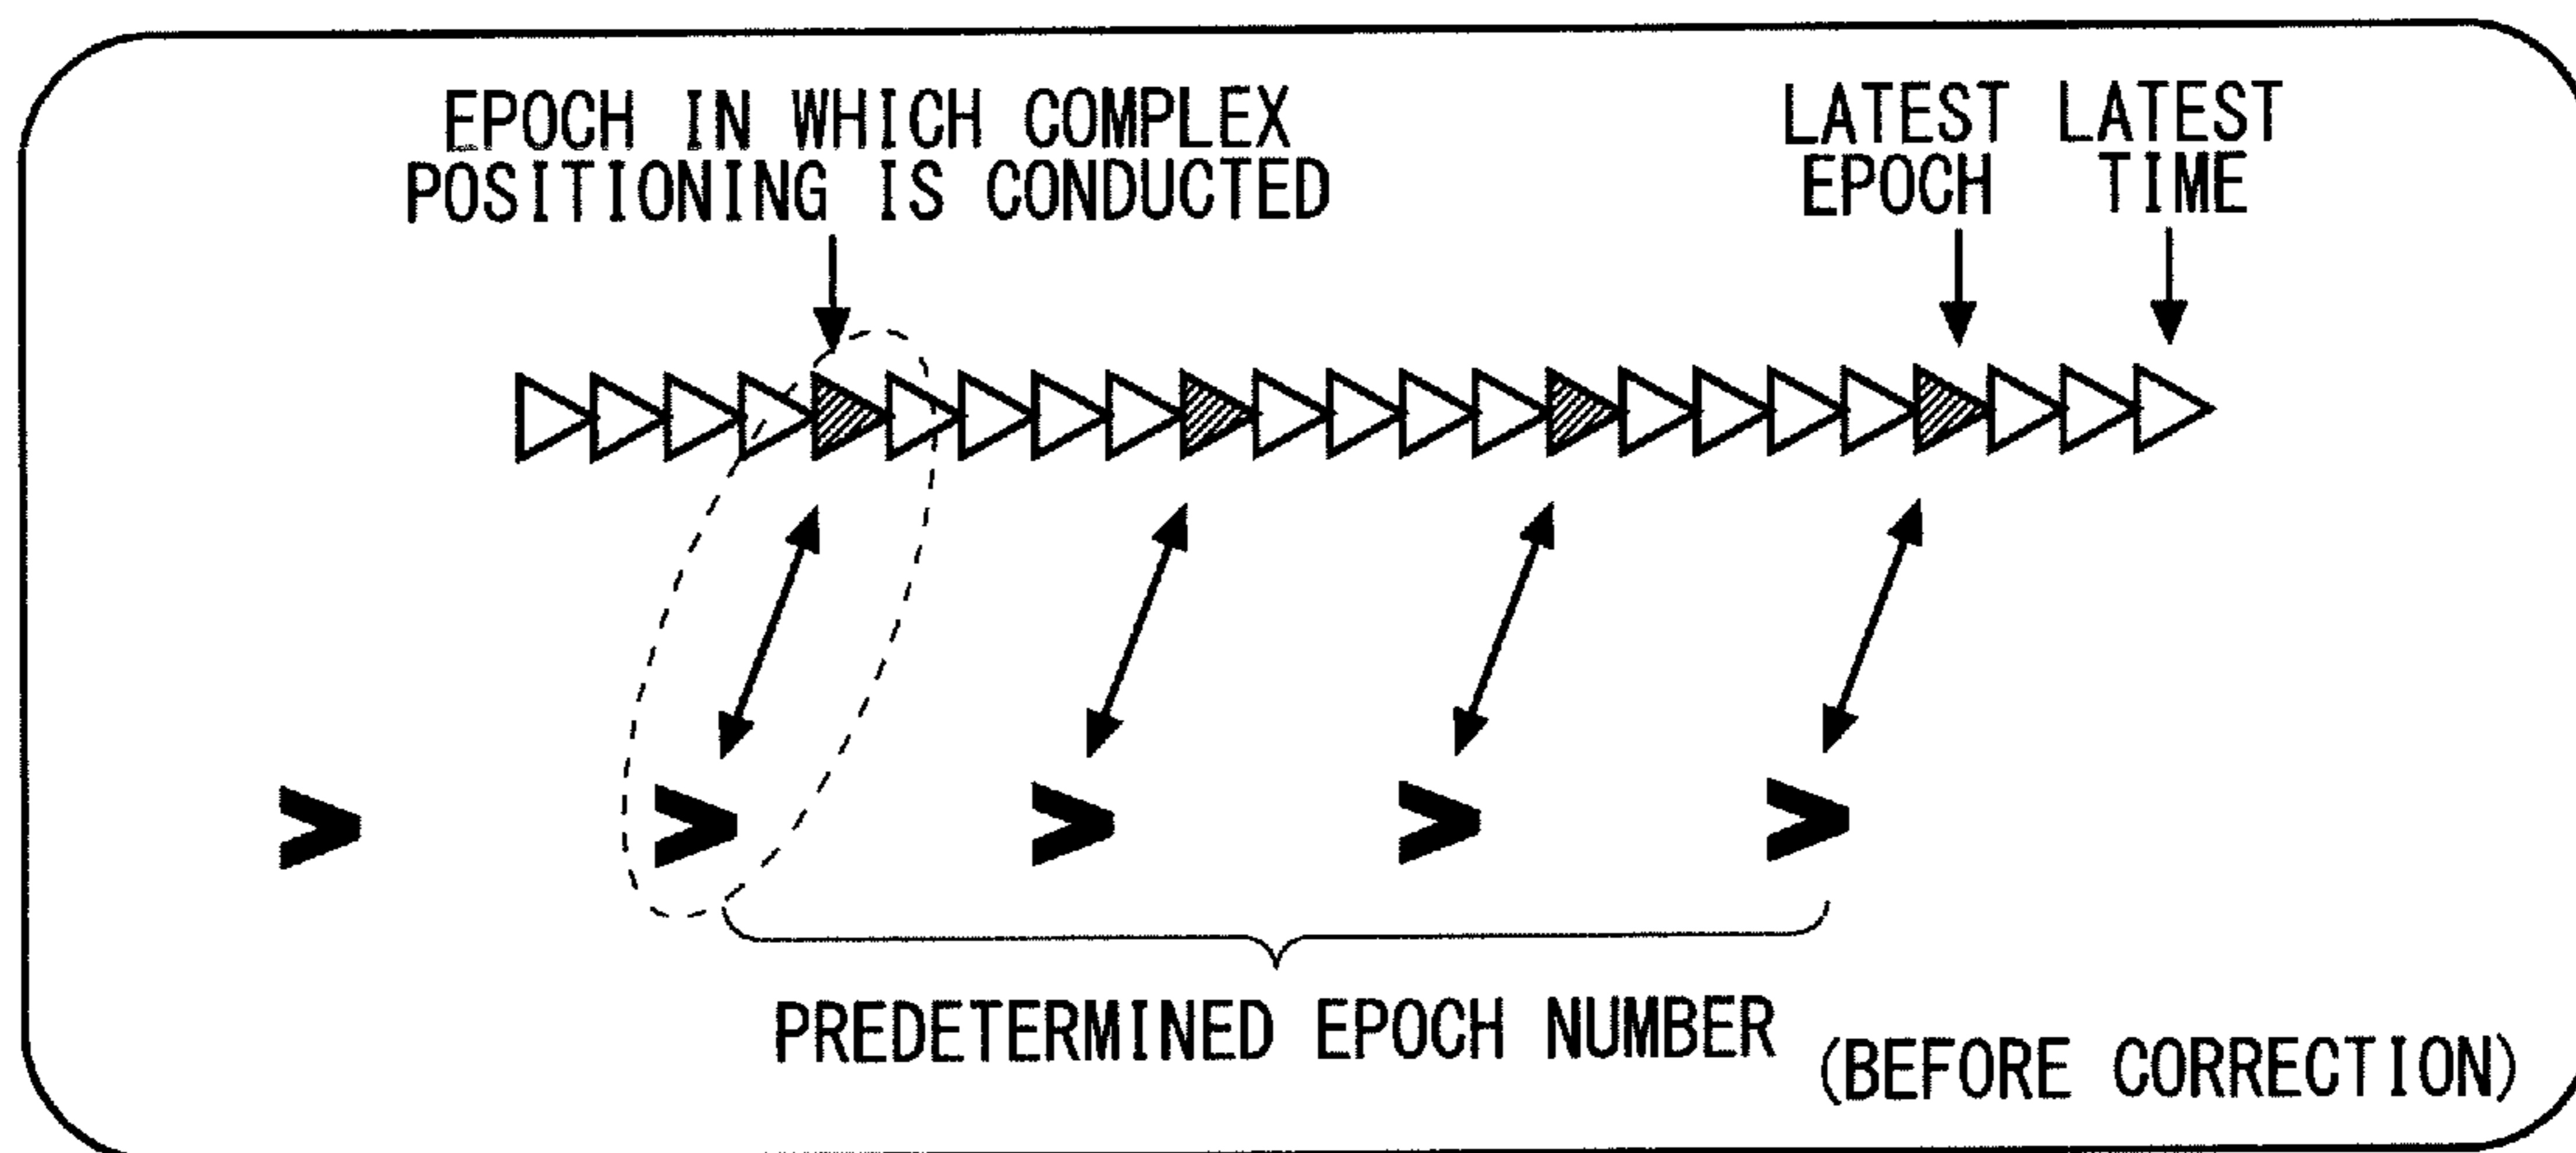 EPOCH IN WHICH COMPLEX
POSITIONING IS CONDUCTED
LATEST
EPOCH
LATEST
TIME
PREDETERMINED EPOCH NUMBER
(BEFORE CORRECTION)